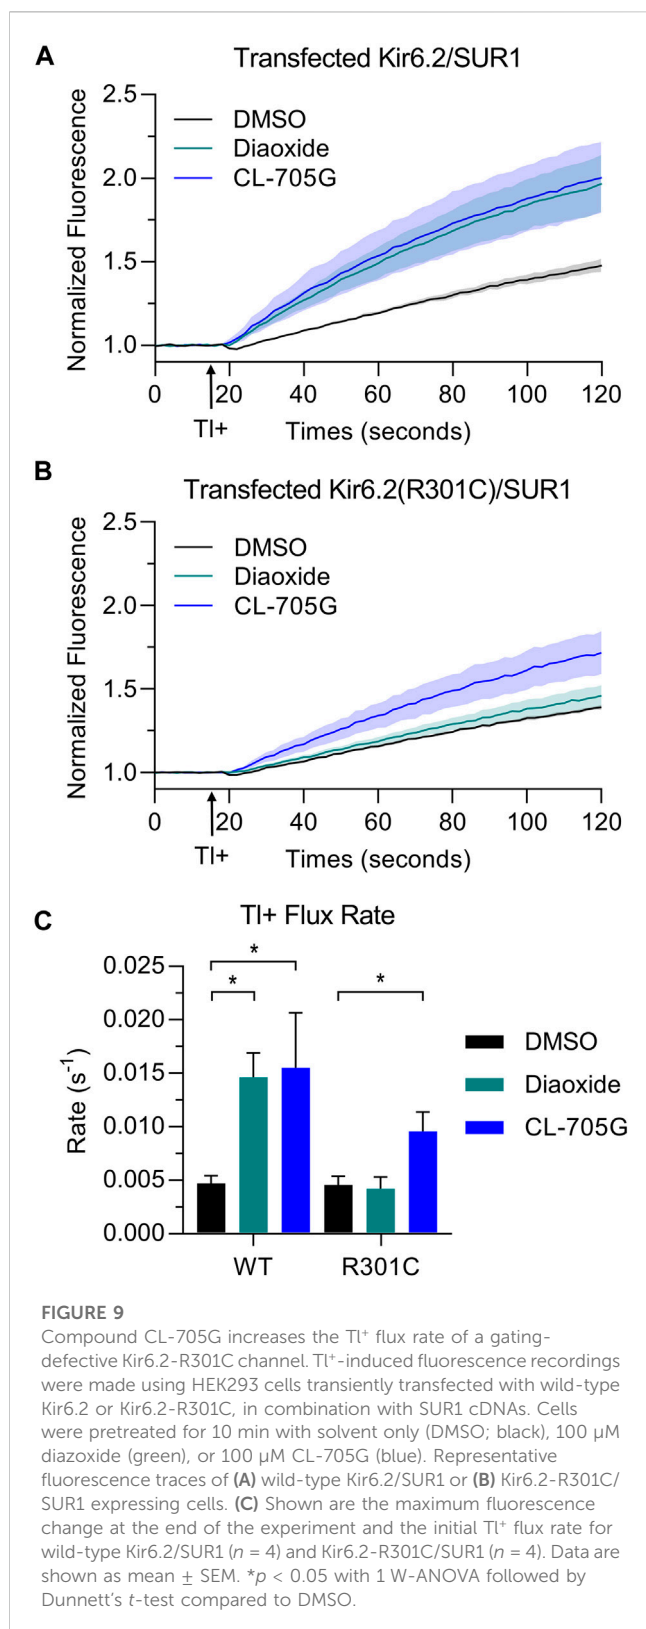 A
Transfected Kir6.2/SUR1
2.5
2.0
1.5
1.0
Normalized Fluorescence
DMSO
Diaoxide
CL-705G
0 20 40 60 80 100 120
Tl+
Times (seconds)
B
Transfected Kir6.2(R301C)/SUR1
2.5
2.0
1.5
1.0
Normalized Fluorescence
DMSO
Diaoxide
CL-705G
0 20 40 60 80 100 120
Tl+
Times (seconds)
C
Tl+ Flux Rate
0.025
0.020
0.015
0.010
0.005
0.000
Rate (s⁻¹)
*
*
*
DMSO
Diaoxide
CL-705G
WT R301C
FIGURE 9
Compound CL-705G increases the Tl⁺ flux rate of a gating-
defective Kir6.2-R301C channel. Tl⁺-induced fluorescence recordings
were made using HEK293 cells transiently transfected with wild-type
Kir6.2 or Kir6.2-R301C, in combination with SUR1 cDNAs. Cells
were pretreated for 10 min with solvent only (DMSO; black), 100 µM
diazoxide (green), or 100 µM CL-705G (blue). Representative
fluorescence traces of (A) wild-type Kir6.2/SUR1 or (B) Kir6.2-R301C/
SUR1 expressing cells. (C) Shown are the maximum fluorescence
change at the end of the experiment and the initial Tl⁺ flux rate for
wild-type Kir6.2/SUR1 (n = 4) and Kir6.2-R301C/SUR1 (n = 4). Data are
shown as mean ± SEM. *p < 0.05 with 1 W-ANOVA followed by
Dunnett's t-test compared to DMSO.